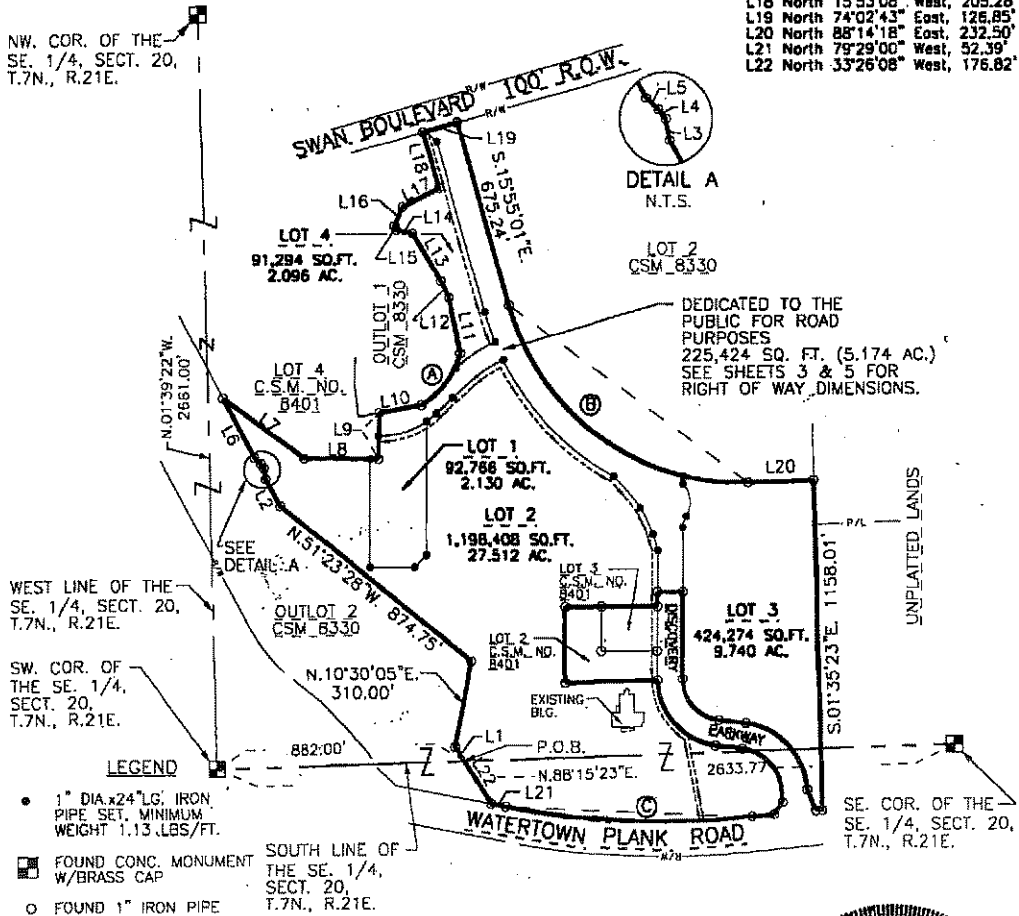 L18 North 15°53'08" West, 205.28'
L19 North 74°02'43" East, 126.85'
L20 North 88°14'18" East, 232.50'
L21 North 79°29'00" West, 52.39'
L22 North 33°26'08" West, 176.82'
NW. COR. OF THE
SE. 1/4, SECT. 20,
T.7N., R.21E.
SWAN BOULEVARD 100' R.O.W.
R/W
R/W
L5
L4
L3
DETAIL A
N.T.S.
L19
L18
L17
L16
L14
L15
L13
L12
L11
S.15°55'01"E.
675.24'
LOT 4
91,294 SQ.FT.
2.096 AC.
OUTLOT 1
CSM 8330
LOT 2
CSM 8330
DEDICATED TO THE
PUBLIC FOR ROAD
PURPOSES
225,424 SQ. FT. (5.174 AC.)
SEE SHEETS 3 & 5 FOR
RIGHT OF WAY DIMENSIONS.
N.01°39'22"W.
2661.00'
LOT 4
C.S.M. NO.
8401
A
B
L10
L9
L8
L7
L6
L2
L20
LOT 1
92,766 SQ.FT.
2.130 AC.
LOT 2
1,198,408 SQ.FT.
27.512 AC.
P/L
UNPLATTED LANDS
SEE
DETAIL A
N.51°23'28"W. 874.75'
WEST LINE OF THE
SE. 1/4, SECT. 20,
T.7N., R.21E.
OUTLOT 2
CSM 8330
LOT 3
C.S.M. NO.
8401
LOT 2
C.S.M. NO.
8401
DISCOVERY
PARKWAY
LOT 3
424,274 SQ.FT.
9.740 AC.
S.01°35'23"E. 1158.01'
SW. COR. OF
THE SE. 1/4,
SECT. 20,
T.7N., R.21E.
N.10°30'05"E.
310.00'
EXISTING
BLG.
882.00'
L1
P.O.B.
L22
N.88°15'23"E.
2633.77
L21
C
WATERTOWN PLANK ROAD
R/W
SE. COR. OF THE
SE. 1/4, SECT. 20,
T.7N., R.21E.
LEGEND
1" DIA.x24"LG. IRON
PIPE SET, MINIMUM
WEIGHT 1.13 LBS/FT.
FOUND CONC. MONUMENT
W/BRASS CAP
FOUND 1" IRON PIPE
SOUTH LINE OF
THE SE. 1/4,
SECT. 20,
T.7N., R.21E.